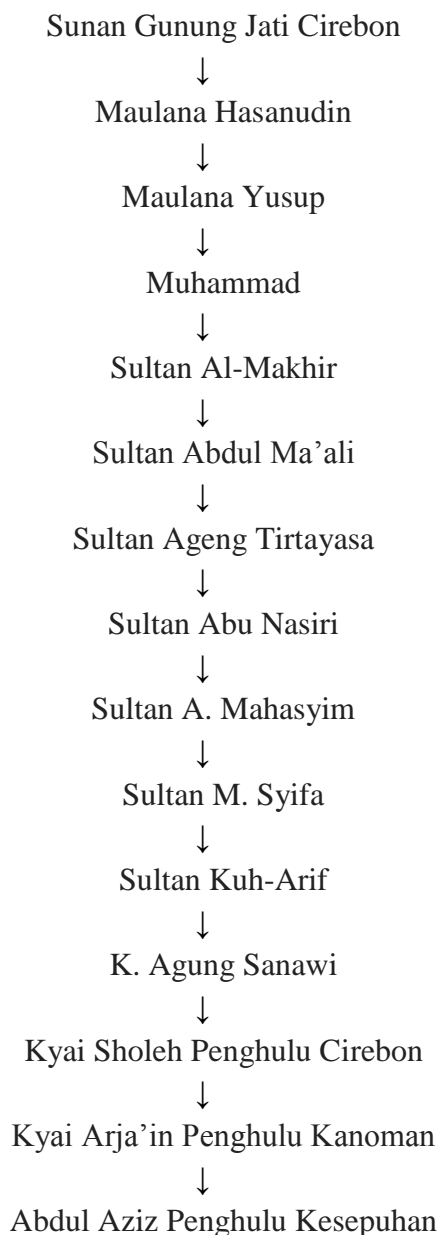 Sunan Gunung Jati Cirebon
↓
Maulana Hasanudin
↓
Maulana Yusup
↓
Muhammad
↓
Sultan Al-Makhir
↓
Sultan Abdul Ma’ali
↓
Sultan Ageng Tirtayasa
↓
Sultan Abu Nasiri
↓
Sultan A. Mahasyim
↓
Sultan M. Syifa
↓
Sultan Kuh-Arif
↓
K. Agung Sanawi
↓
Kyai Sholeh Penghulu Cirebon
↓
Kyai Arja’in Penghulu Kanoman
↓
Abdul Aziz Penghulu Kesepuhan